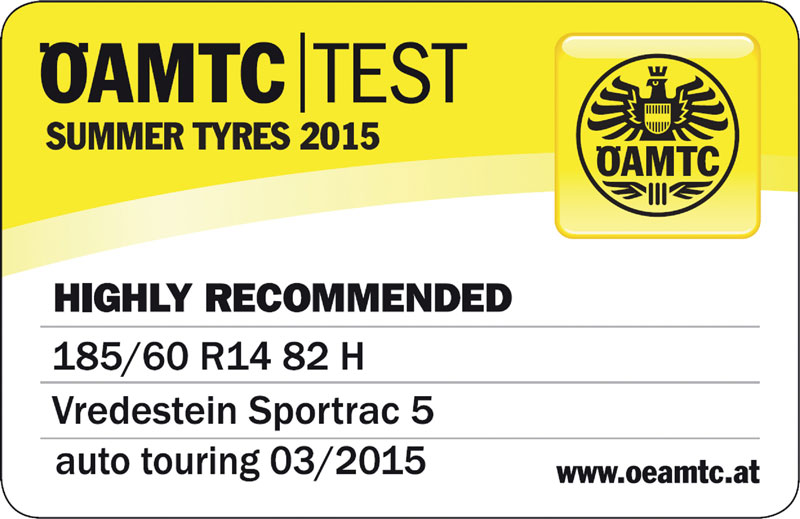 ÖAMTC|TEST
SUMMER TYRES 2015
ÖAMTC
HIGHLY RECOMMENDED
185/60 R14 82 H
Vredestein Sportrac 5
auto touring 03/2015
www.oeamtc.at